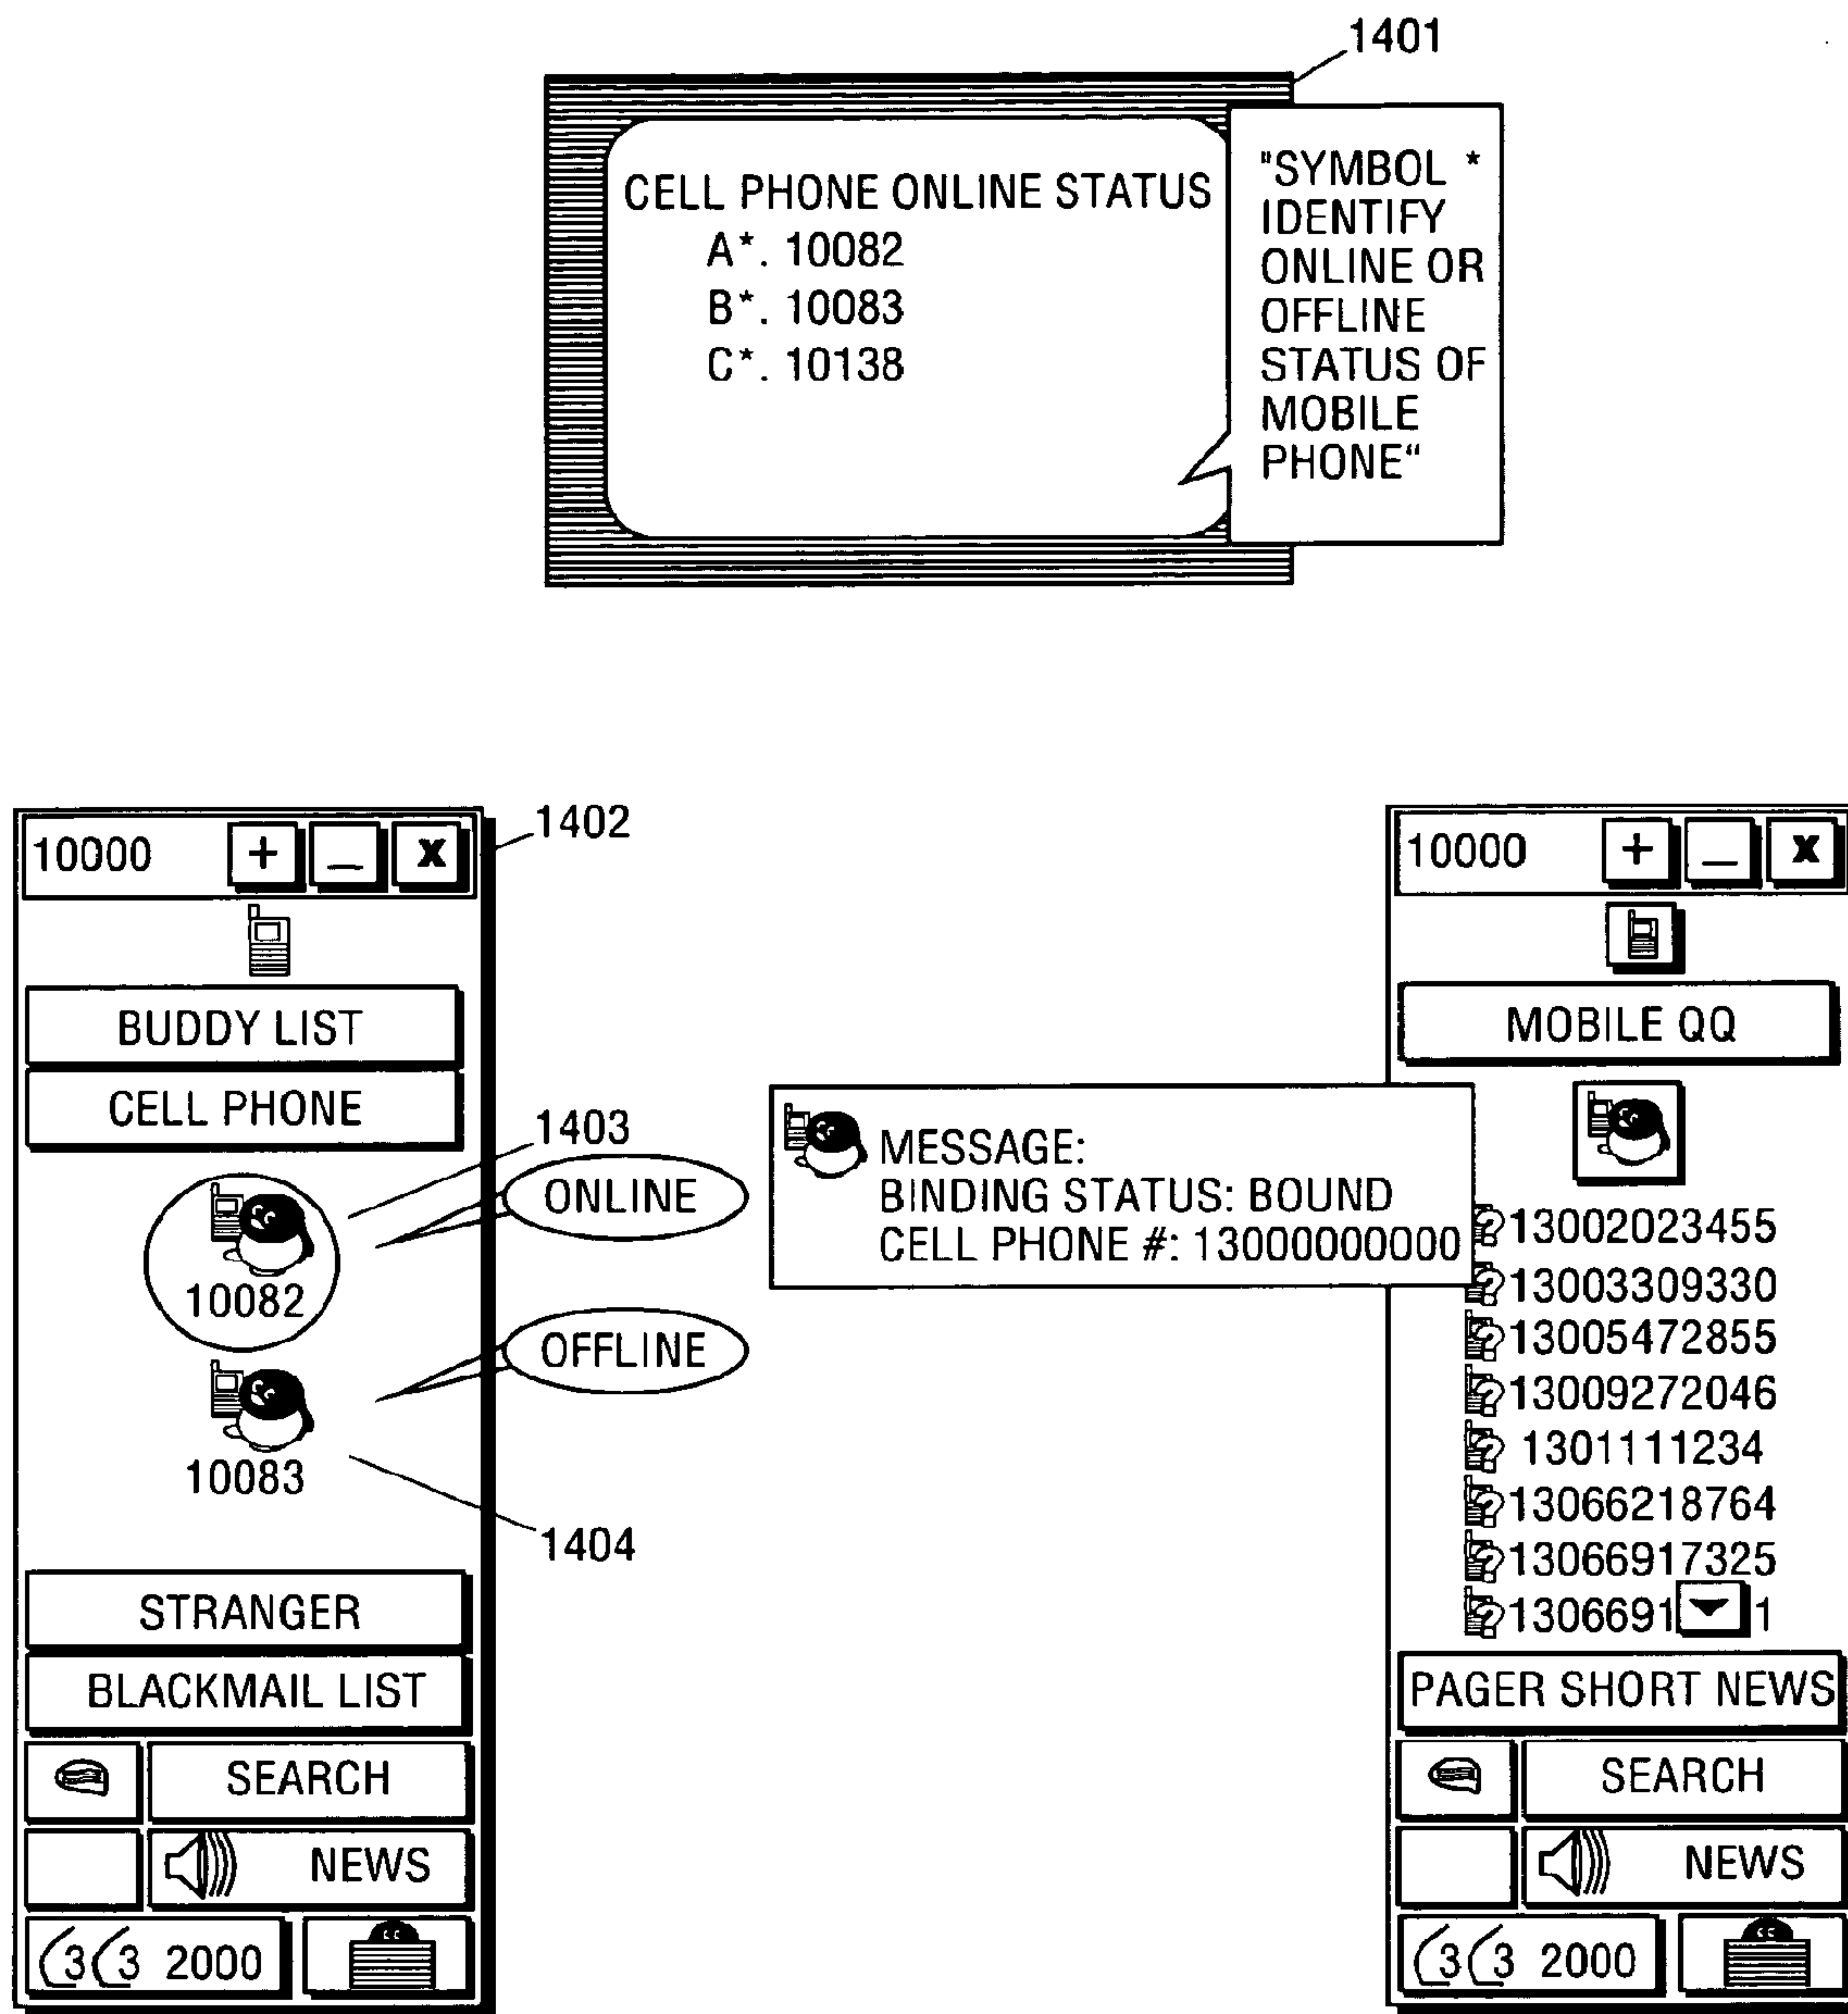 1401
CELL PHONE ONLINE STATUS
A*. 10082
B*. 10083
C*. 10138
"SYMBOL *
IDENTIFY
ONLINE OR
OFFLINE
STATUS OF
MOBILE
PHONE"
1402
10000 + _ X
BUDDY LIST
CELL PHONE
1403
ONLINE
10082
OFFLINE
10083
1404
STRANGER
BLACKMAIL LIST
SEARCH
NEWS
3 3 2000
MESSAGE:
BINDING STATUS: BOUND
CELL PHONE #: 13000000000
10000 + _ X
MOBILE QQ
?13002023455
?13003309330
?13005472855
?13009272046
? 1301111234
?13066218764
?13066917325
?1306691 1
PAGER SHORT NEWS
SEARCH
NEWS
3 3 2000